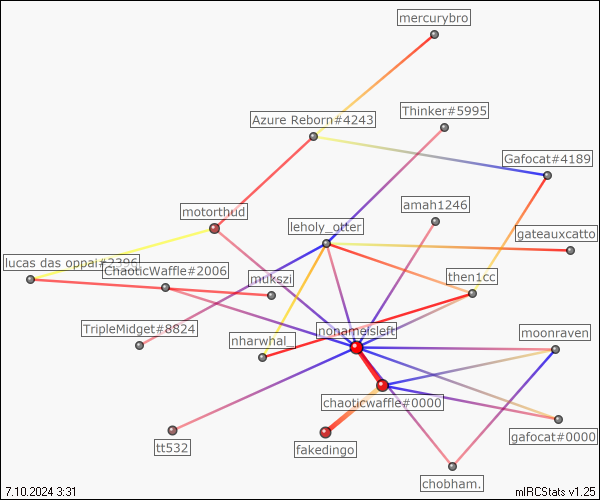 mercurybro
Thinker#5995
Azure Reborn#4243
Gafocat#4189
amah1246
motorthud
leholy_otter
gateauxcatto
lucas das oppai#2396
ChaoticWaffle#2006
mukszi
then1cc
TripleMidget#8824
nharwhal_
nonameisleft
moonraven
chaoticwaffle#0000
gafocat#0000
tt532
fakedingo
chobham.
7.10.2024 3:31
mIRCStats v1.25